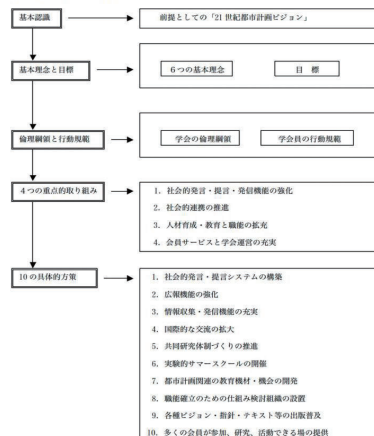 基本認識
前提としての「21 世紀都市計画ビジョン」
基本理念と目標
6つの基本理念
目 標
倫理綱領と行動規範
学会の倫理綱領
学会員の行動規範
4つの重点的取り組み
1. 社会的発言・提言・発信機能の強化
2. 社会的連携の推進
3. 人材育成・教育と職能の拡充
4. 会員サービスと学会運営の充実
10 の具体的方策
1. 社会的発言・提言システムの構築
2. 広報機能の強化
3. 情報収集・発信機能の充実
4. 国際的な交流の拡大
5. 共同研究体制づくりの推進
6. 実験的サマースクールの開催
7. 都市計画関連の教育機材・機会の開発
8. 職能確立のための仕組み検討組織の設置
9. 各種ビジョン・指針・テキスト等の出版普及
10. 多くの会員が参加、研究、活動できる場の提供